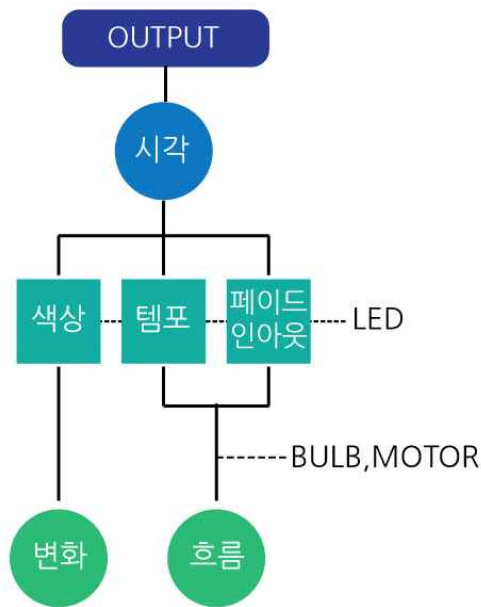 OUTPUT
시각
색상
템포
페이드
인아웃
LED
BULB,MOTOR
변화
흐름